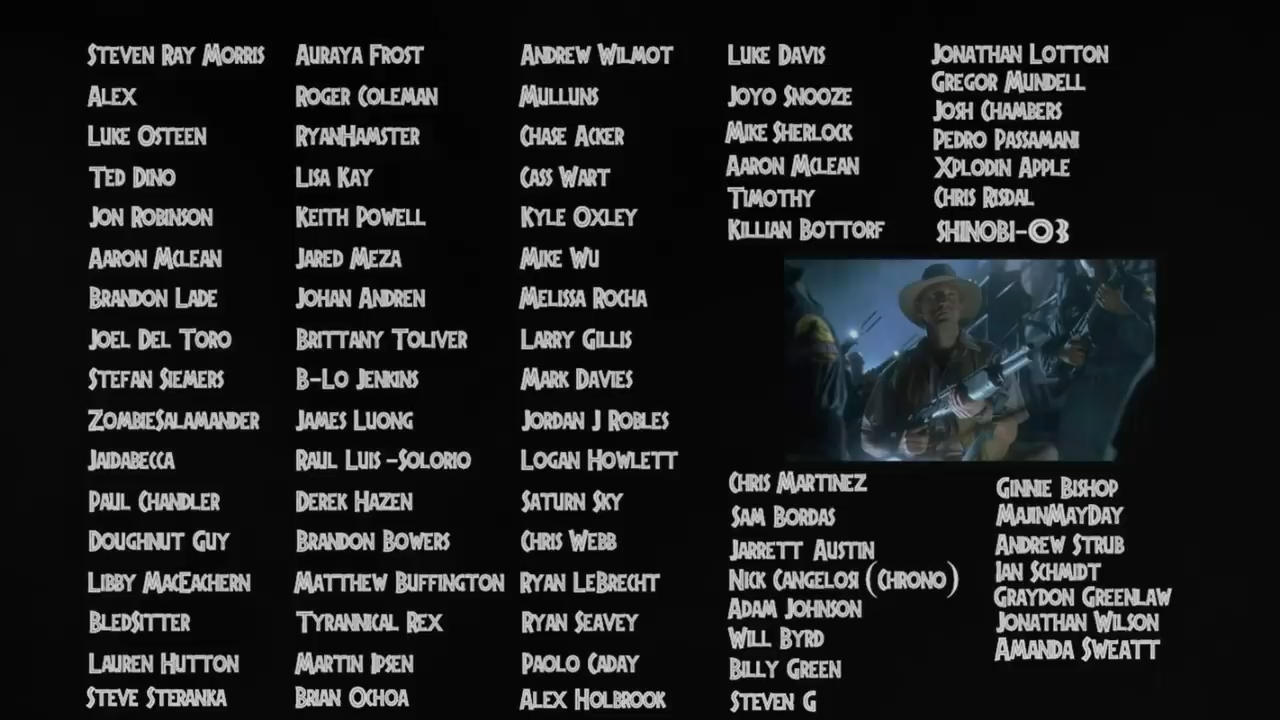 Steven Ray Morris
Alex
Luke Osteen
Ted Dino
Jon Robinson
Aaron Mclean
Brandon Lade
Joel Del Toro
Stefan Siemers
ZombieSalamander
Jaidabecca
Paul Chandler
Doughnut Guy
Libby MacEachern
BledSitter
Lauren Hutton
Steve Steranka
Auraya Frost
Roger Coleman
RyanHamster
Lisa Kay
Keith Powell
Jared Meza
Johan Andren
Brittany Toliver
B-Lo Jenkins
James Luong
Raul Luis -Solorio
Derek Hazen
Brandon Bowers
Matthew Buffington
Tyrannical Rex
Martin Ipsen
Brian Ochoa
Andrew Wilmot
Mulluns
Chase Acker
Cass Wart
Kyle Oxley
Mike Wu
Melissa Rocha
Larry Gillis
Mark Davies
Jordan J Robles
Logan Howlett
Saturn Sky
Chris Webb
Ryan LeBrecht
Ryan Seavey
Paolo Caday
Alex Holbrook
Luke Davis
Joyo Snooze
Mike Sherlock
Aaron Mclean
Timothy
Killian Bottorf
Jonathan Lotton
Gregor Mundell
Josh Chambers
Pedro Passamani
Xplodin Apple
Chris Risdal
SHINOBI-03
Chris Martinez
Sam Bordas
Jarrett Austin
Nick Cangelosi (Chrono)
Adam Johnson
Will Byrd
Billy Green
Steven G
Ginnie Bishop
MajinMayDay
Andrew Strub
Ian Schmidt
Graydon Greenlaw
Jonathan Wilson
Amanda Sweatt